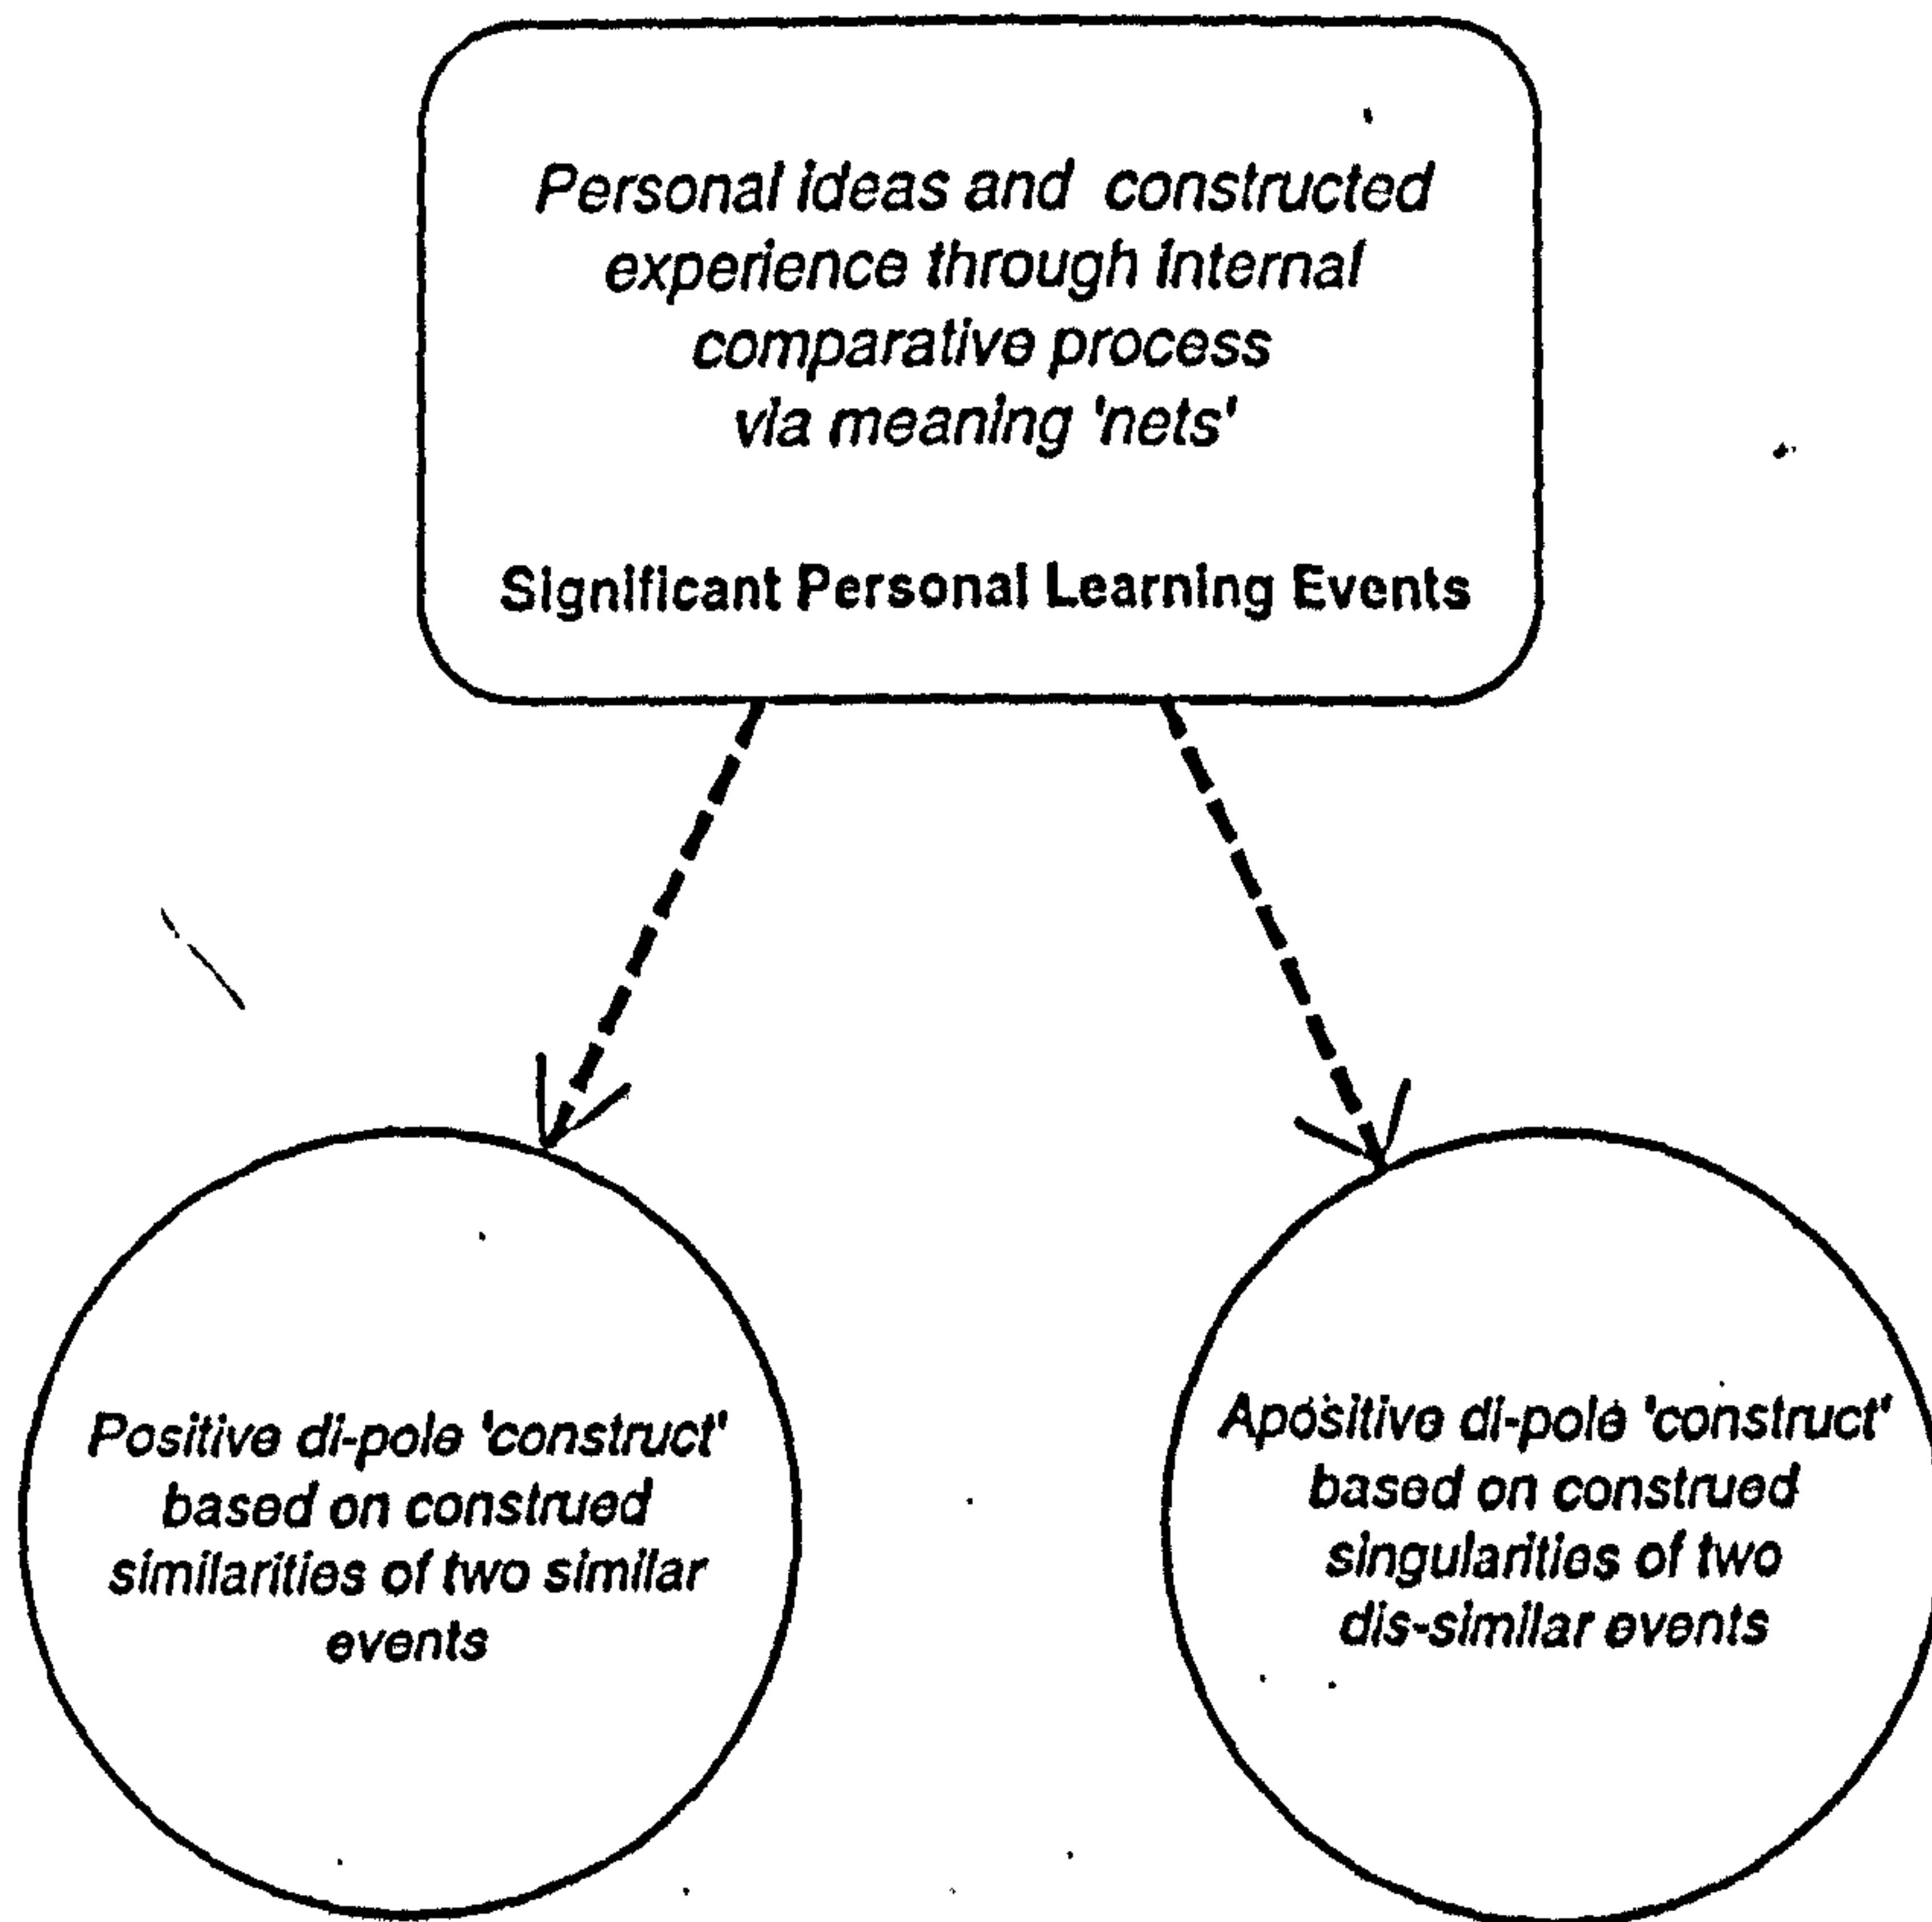 Personal ideas and constructed
experience through internal
comparative process
via meaning 'nets'
Significant Personal Learning Events
Positive di-pole 'construct'
based on construed
similarities of two similar
events
Apositive di-pole 'construct'
based on construed
singularities of two
dis-similar events